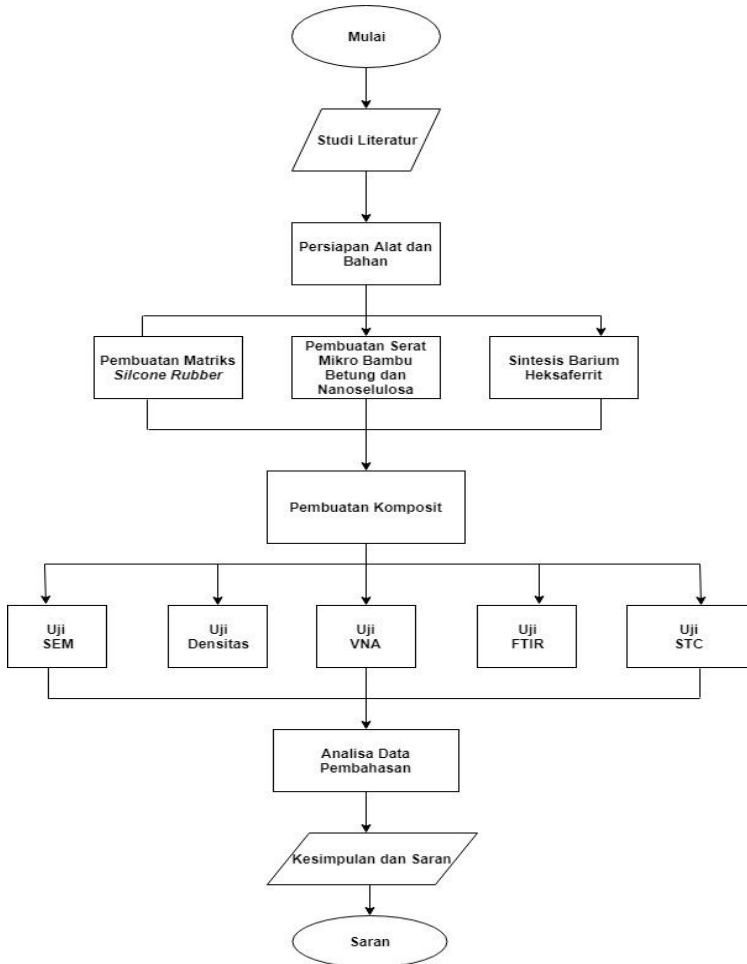 Mulai
Studi Literatur
Persiapan Alat dan
Bahan
Pembuatan Matriks
Silcone Rubber
Pembuatan Serat
Mikro Bambu
Betung dan
Nanoselulosa
Sintesis Barium
Heksaferrit
Pembuatan Komposit
Uji
SEM
Uji
Densitas
Uji
VNA
Uji
FTIR
Uji
STC
Analisa Data
Pembahasan
Kesimpulan dan Saran
Saran